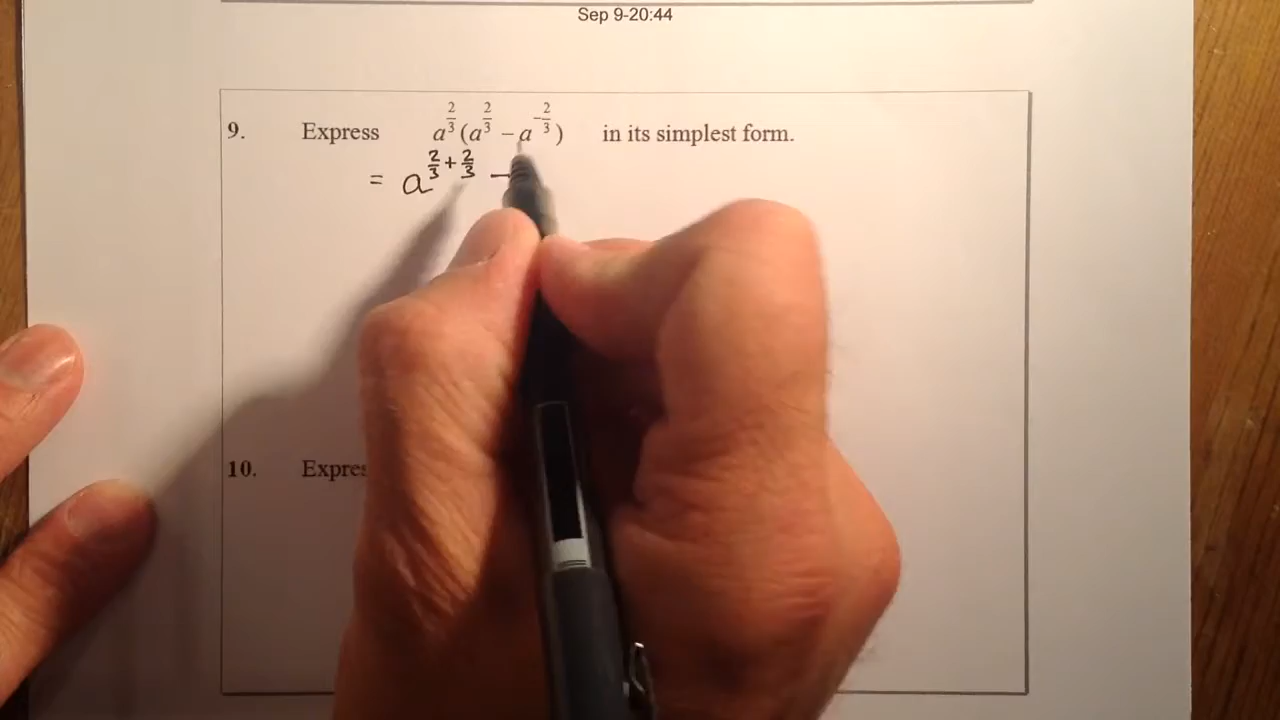 Sep 9-20:44
9. Express a^{2/3}(a^{2/3} – a^{-2/3}) in its simplest form.
= a^{2/3 + 2/3} –
10.